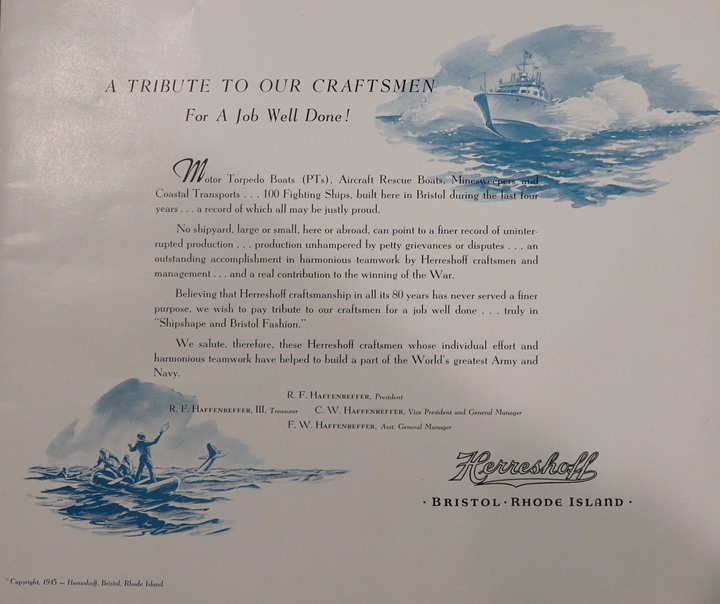 A TRIBUTE TO OUR CRAFTSMEN
For A Job Well Done!
Motor Torpedo Boats (PTs), Aircraft Rescue Boats, Minesweepers and
Coastal Transports . . . 100 Fighting Ships, built here in Bristol during the last four
years . . . a record of which all may be justly proud.
No shipyard, large or small, here or abroad, can point to a finer record of uninter-
rupted production . . . production unhampered by petty grievances or disputes . . . an
outstanding accomplishment in harmonious teamwork by Herreshoff craftsmen and
management . . . and a real contribution to the winning of the War.
Believing that Herreshoff craftsmanship in all its 80 years has never served a finer
purpose, we wish to pay tribute to our craftsmen for a job well done . . . truly in
"Shipshape and Bristol Fashion."
We salute, therefore, these Herreshoff craftsmen whose individual effort and
harmonious teamwork have helped to build a part of the World's greatest Army and
Navy.
R. F. HAFFENREFFER, President
R. F. HAFFENREFFER, III, Treasurer C. W. HAFFENREFFER, Vice President and General Manager
F. W. HAFFENREFFER, Asst. General Manager
Herreshoff
· BRISTOL · RHODE ISLAND ·
Copyright, 1945 — Herreshoff, Bristol, Rhode Island